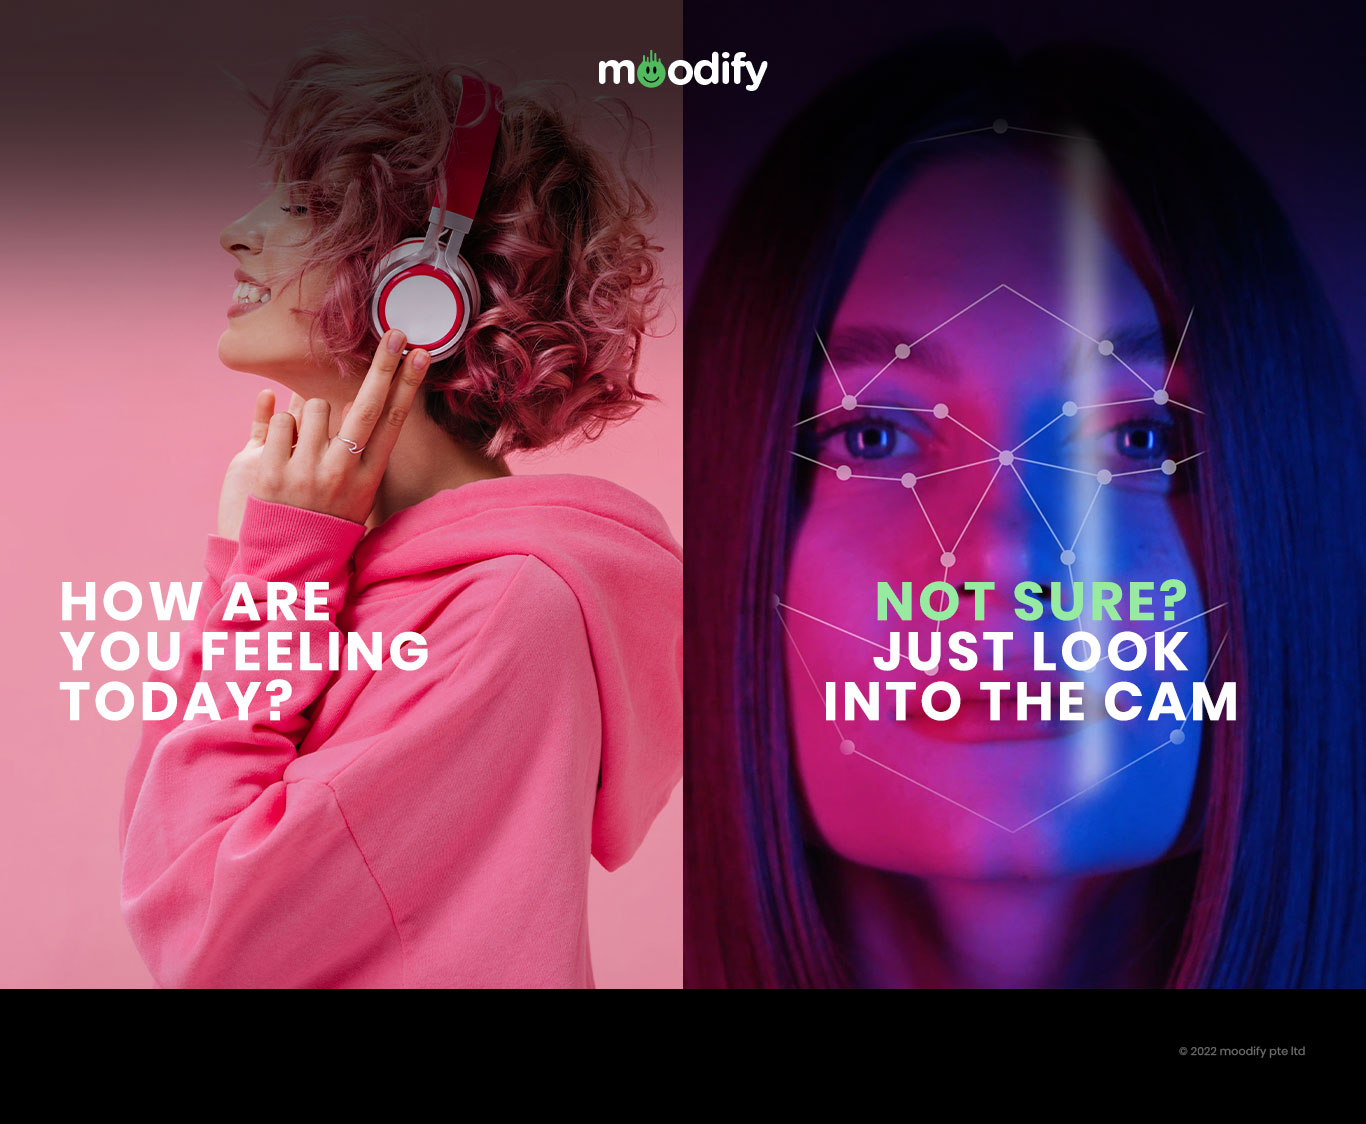 moodify
HOW ARE
YOU FEELING
TODAY?
NOT SURE?
JUST LOOK
INTO THE CAM
© 2022 moodify pte ltd